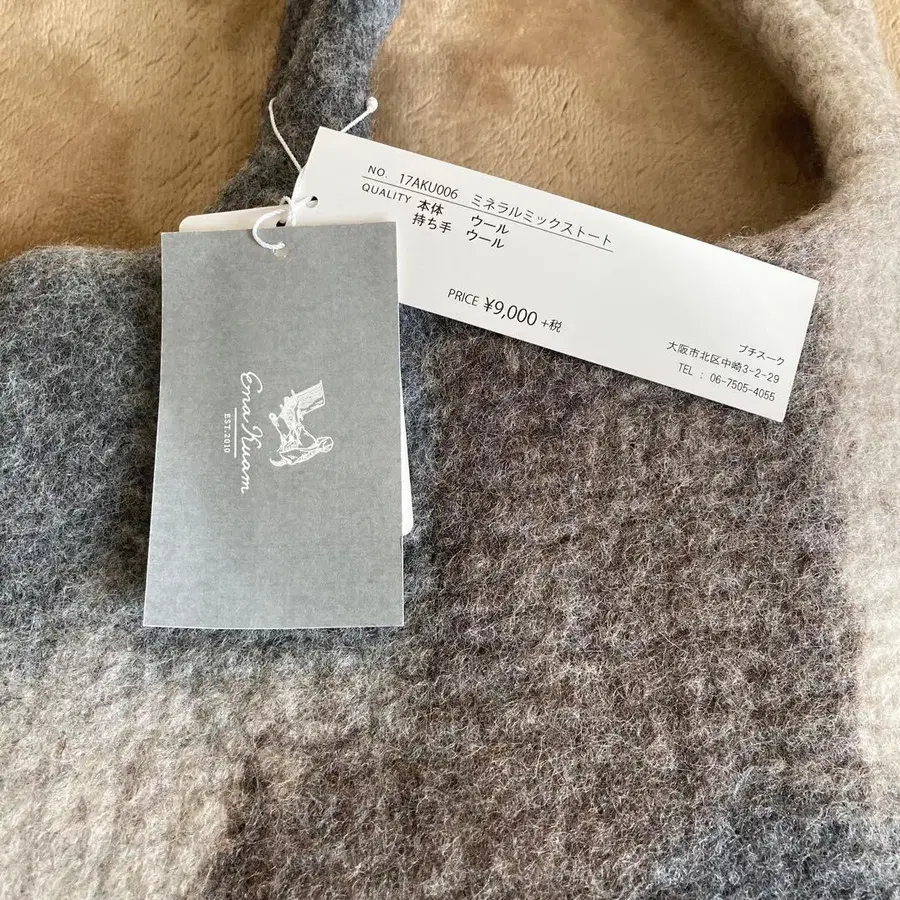 NO. 17AKU006 ミネラルミックストート
QUALITY 本体 ウール
持ち手 ウール
PRICE ¥9,000 +税
プチスーク
大阪市北区中崎3-2-29
TEL : 06-7505-4055
Ena Kuam
EST.2010